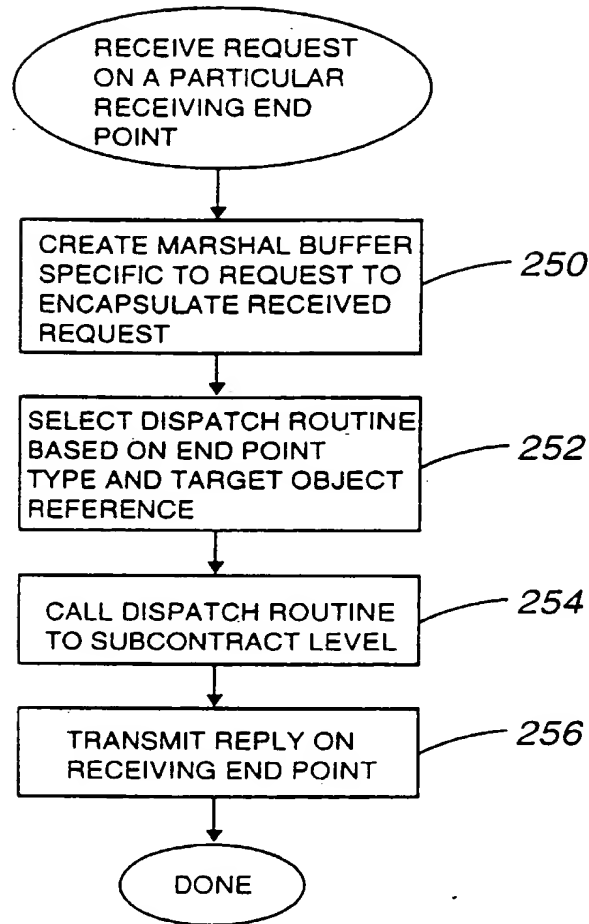 RECEIVE REQUEST
ON A PARTICULAR
RECEIVING END
POINT
CREATE MARSHAL BUFFER
SPECIFIC TO REQUEST TO
ENCAPSULATE RECEIVED
REQUEST
250
SELECT DISPATCH ROUTINE
BASED ON END POINT
TYPE AND TARGET OBJECT
REFERENCE
252
CALL DISPATCH ROUTINE
TO SUBCONTRACT LEVEL
254
TRANSMIT REPLY ON
RECEIVING END POINT
256
DONE